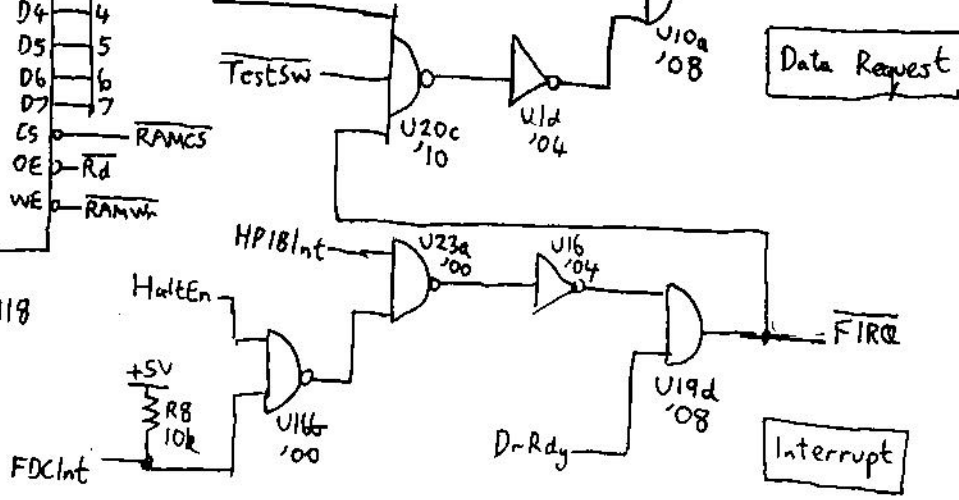 D4 4
D5 5
D6 6
D7 7
CS RAMCS
OE Rd
WE RAMWr
118
TestSW
U20c
'10
U1d
'04
U10a
'08
Data Request
HPIBInt
U23a
'00
U16
'04
HaltEn
+5V
R8
10k
FDCInt
U16b
'00
DrRdy
U19d
'08
FIRQ
Interrupt